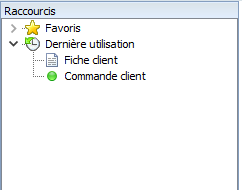 Raccourcis
Favoris
Dernière utilisation
Fiche client
Commande client